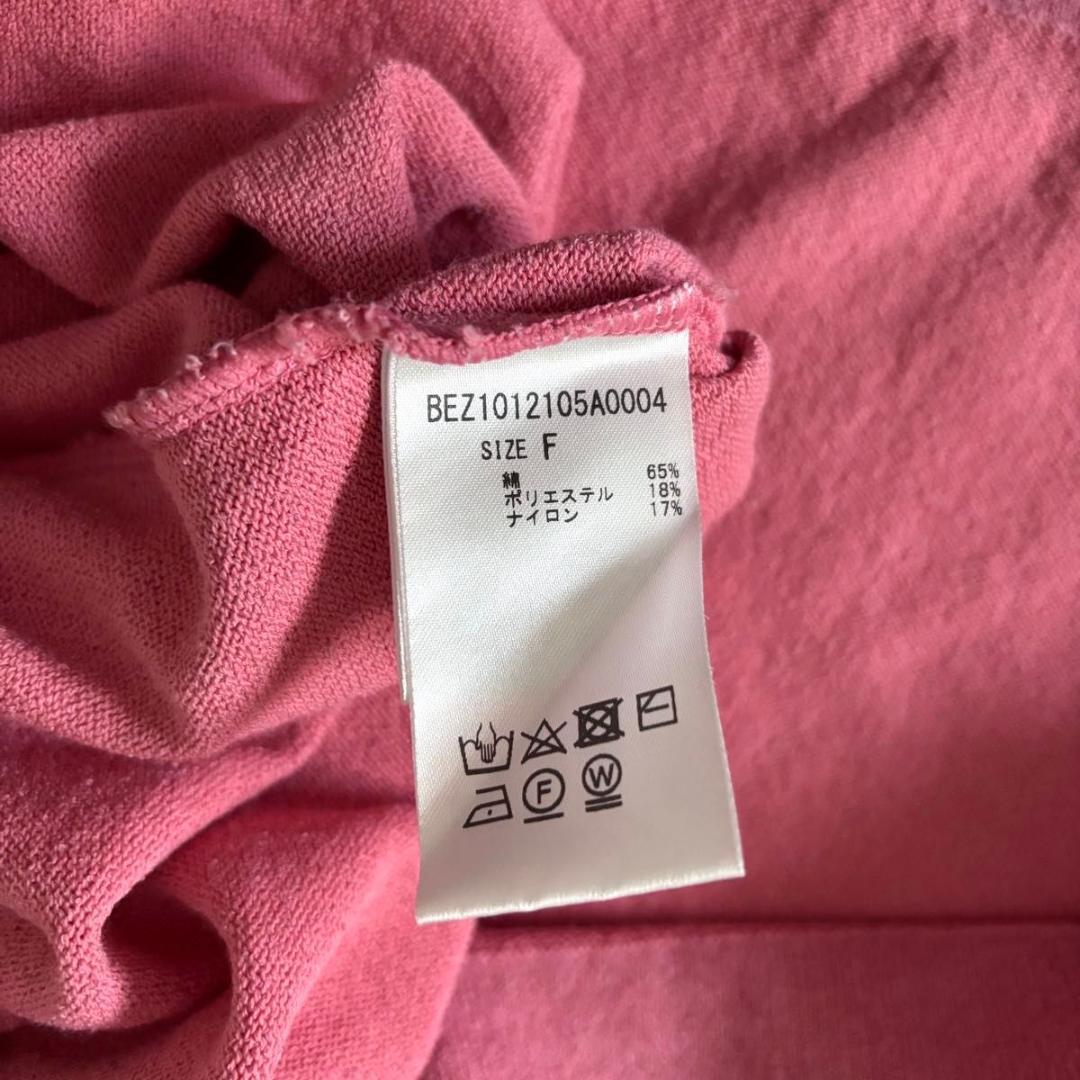 BEZ1012105A0004
SIZE F
綿 65%
ポリエステル 18%
ナイロン 17%
F W